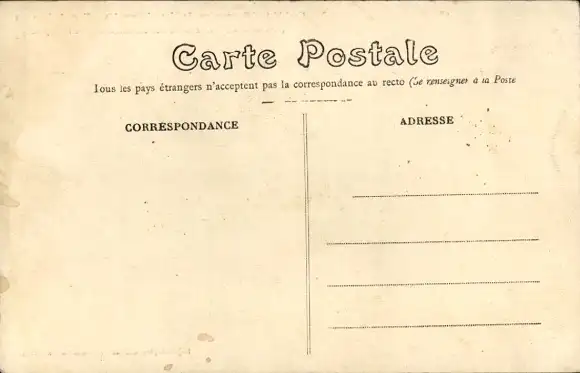 Carte Postale
Tous les pays étrangers n'acceptent pas la correspondance au recto (Se renseigner à la Poste
CORRESPONDANCE
ADRESSE